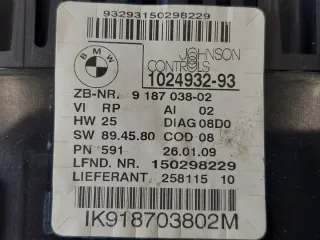 93293150298229
BMW
JOHNSON
CONTROLS
1024932-93
ZB-NR. 9 187 038-02
VI RP AI 02
HW 25 DIAG 08D0
SW 89.45.80 COD 08
PN 591 26.01.09
LFND. NR. 150298229
LIEFERANT 258115 10
IK918703802M